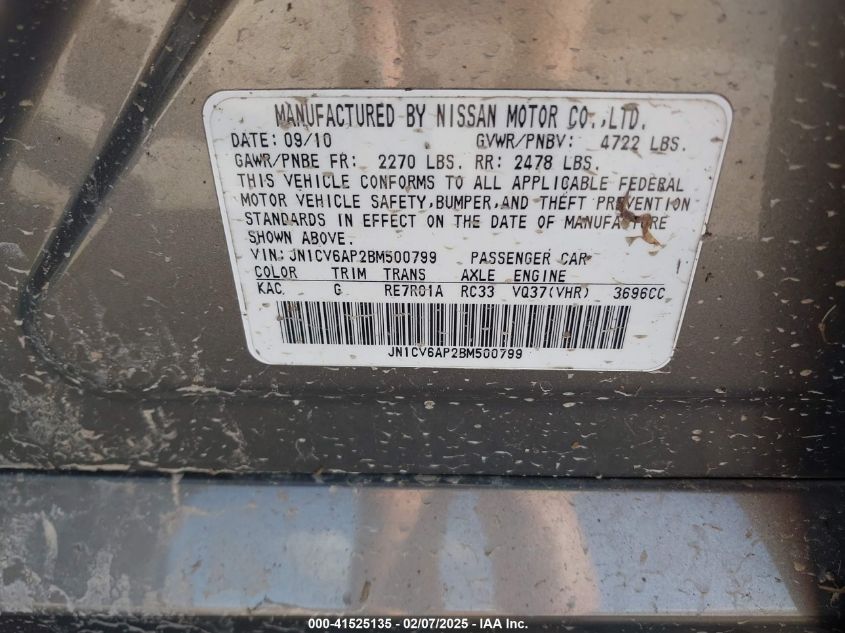 MANUFACTURED BY NISSAN MOTOR CO.,LTD.
DATE: 09/10 GVWR/PNBV: 4722 LBS.
GAWR/PNBE FR: 2270 LBS. RR: 2478 LBS.
THIS VEHICLE CONFORMS TO ALL APPLICABLE FEDERAL
MOTOR VEHICLE SAFETY, BUMPER, AND THEFT PREVENTION
STANDARDS IN EFFECT ON THE DATE OF MANUFACTURE
SHOWN ABOVE.
VIN: JN1CV6AP2BM500799 PASSENGER CAR
COLOR TRIM TRANS AXLE ENGINE
KAC G RE7R01A RC33 VQ37(VHR) 3696CC
JN1CV6AP2BM500799
000-41525135 - 02/07/2025 - IAA Inc.